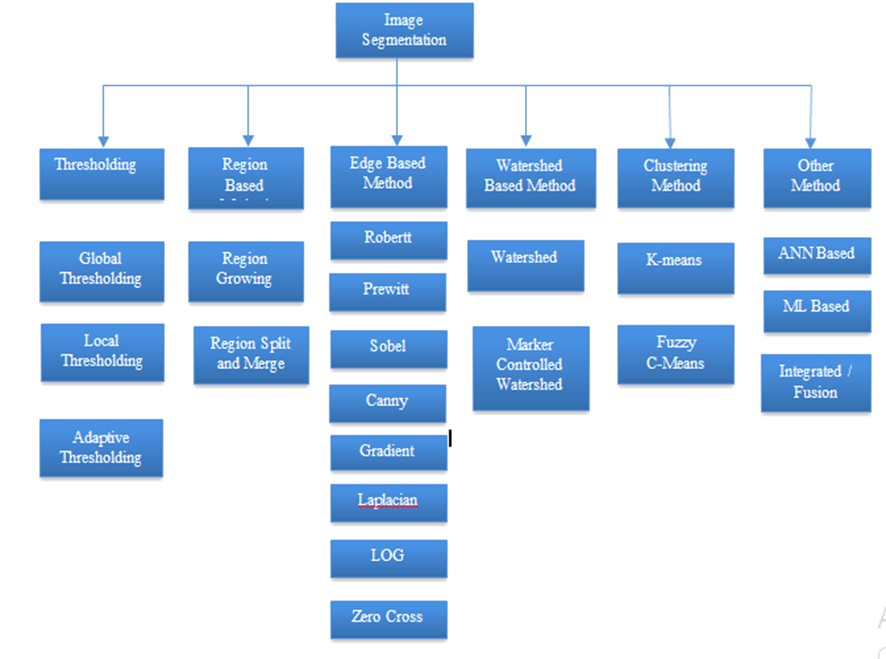 Image
Segmentation
Thresholding
Region
Based
Edge Based
Method
Watershed
Based Method
Clustering
Method
Other
Method
Global
Thresholding
Local
Thresholding
Adaptive
Thresholding
Region
Growing
Region Split
and Merge
Robertt
Prewitt
Sobel
Canny
Gradient
Laplacian
LOG
Zero Cross
Watershed
Marker
Controlled
Watershed
K-means
Fuzzy
C-Means
ANN Based
ML Based
Integrated /
Fusion